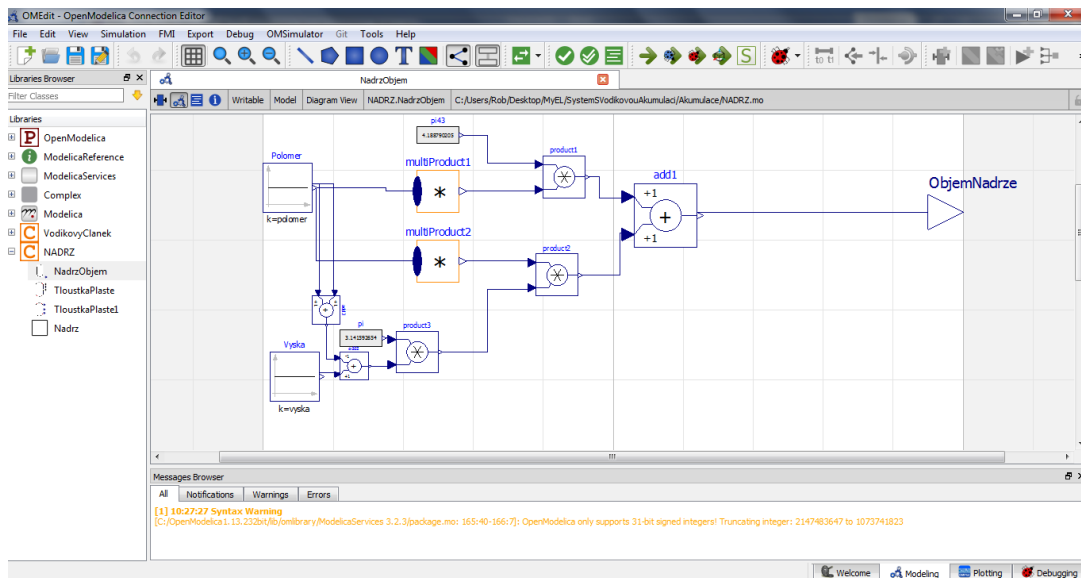 OMEdit - OpenModelica Connection Editor
File Edit View Simulation FMI Export Debug OMSimulator Git Tools Help
Libraries Browser
Filter Classes
Libraries
OpenModelica
ModelicaReference
ModelicaServices
Complex
Modelica
VodikovyClanek
NADRZ
NadrzObjem
TloustkaPlaste
TloustkaPlaste1
Nadrz
NadrzObjem
Writable Model Diagram View NADRZ.NadrzObjem C:/Users/Rob/Desktop/MyEL/SystemSVodikovouAkumulaci/Akumulace/NADRZ.mo
pi43
4.188790205
Polomer
k=polomer
multiProduct1
*
product1
add1
+1
+
+1
ObjemNadrze
multiProduct2
*
product2
pi
3.141592654
product3
Vyska
+1
k=vyska
Messages Browser
All Notifications Warnings Errors
[1] 10:27:27 Syntax Warning
[C:/OpenModelica1.13.232bit/lib/omlibrary/ModelicaServices 3.2.3/package.mo: 165:40-166:7]: OpenModelica only supports 31-bit signed integers! Truncating integer: 2147483647 to 1073741823
Welcome Modeling Plotting Debugging